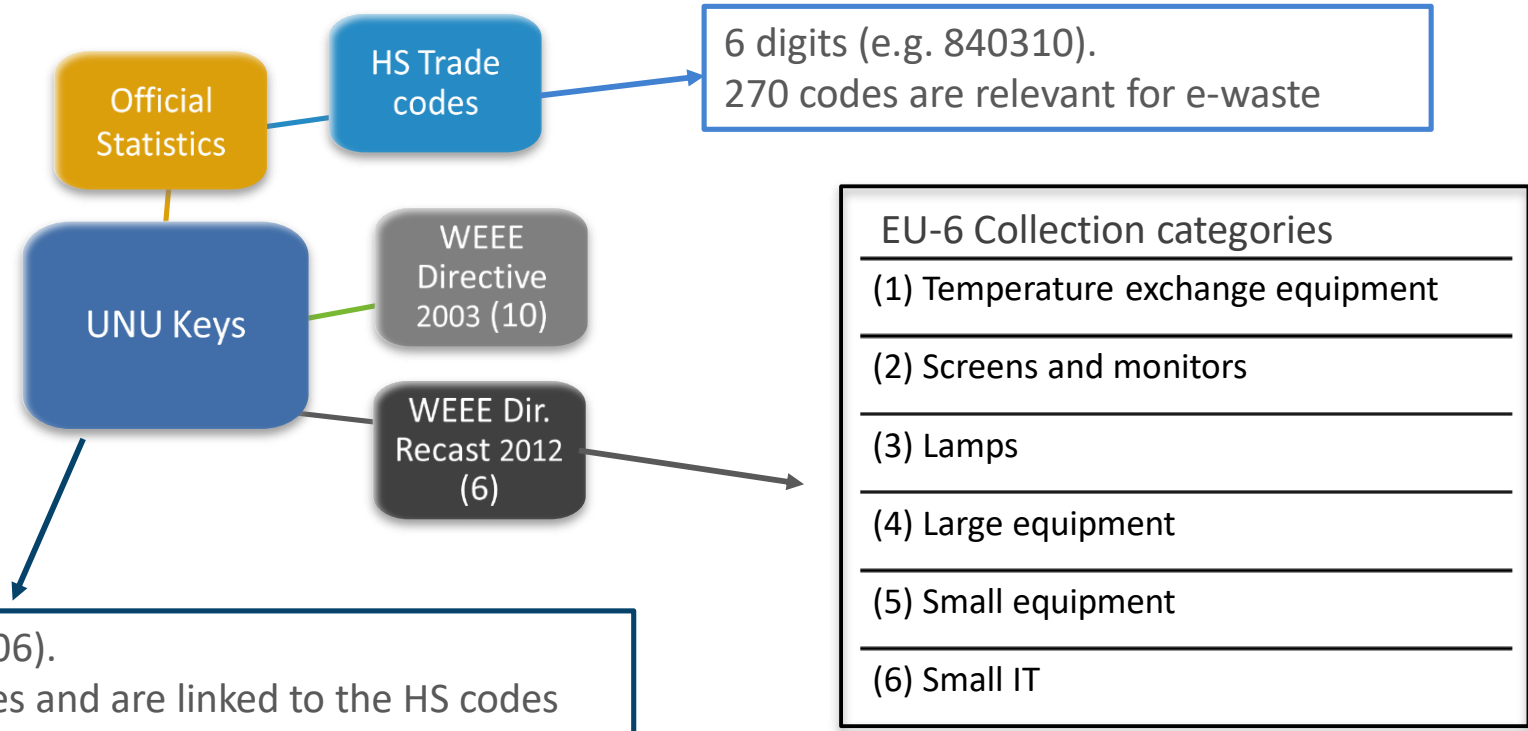 Official
Statistics
HS Trade
codes
6 digits (e.g. 840310).
270 codes are relevant for e-waste
UNU Keys
WEEE
Directive
2003 (10)
WEEE Dir.
Recast 2012
(6)
EU-6 Collection categories
(1) Temperature exchange equipment
(2) Screens and monitors
(3) Lamps
(4) Large equipment
(5) Small equipment
(6) Small IT
06).
es and are linked to the HS codes